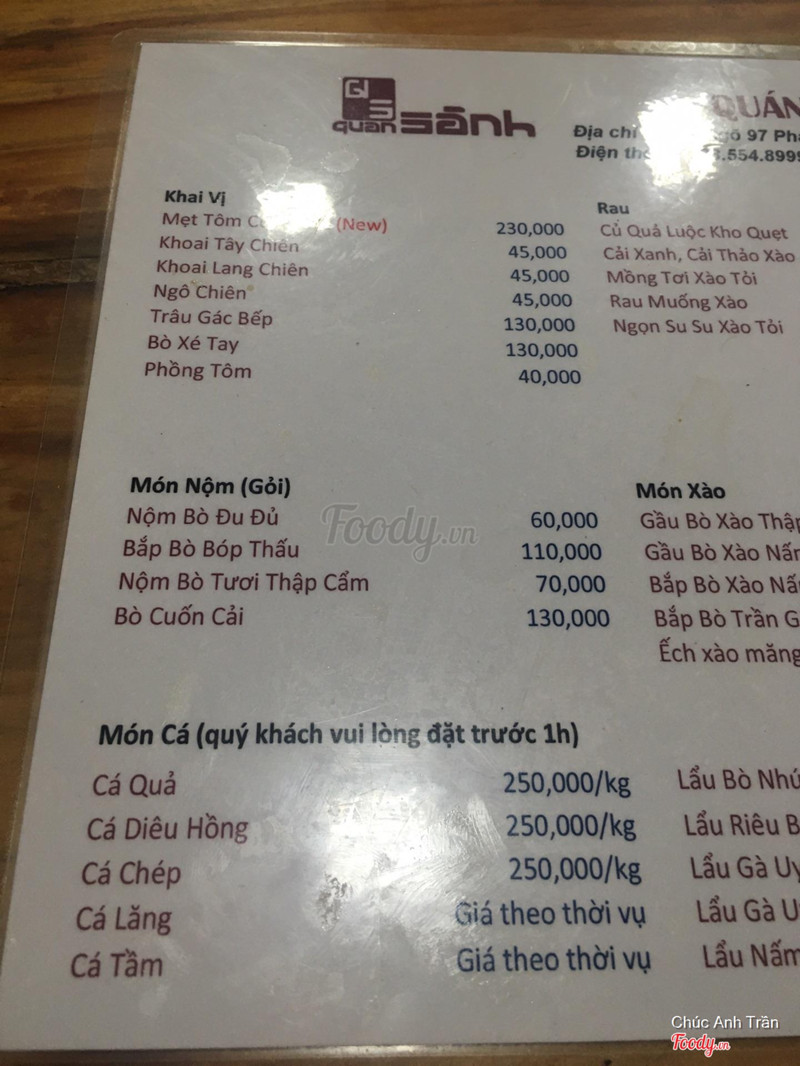 QS
quán sành
QUÁN
Địa chỉ 97
Điện .554.8999
Khai Vị
Mẹt Tôm (New) 230,000
Khoai Tây Chiên 45,000
Khoai Lang Chiên 45,000
Ngô Chiên 45,000
Trâu Gác Bếp 130,000
Bò Xé Tay 130,000
Phồng Tôm 40,000
Rau
Củ Quả Luộc Kho Quẹt
Cải Xanh, Cải Thảo Xào
Mồng Tơi Xào Tỏi
Rau Muống Xào
Ngọn Su Su Xào Tỏi
Món Nộm (Gỏi)
Nộm Bò Đu Đủ 60,000
Bắp Bò Bóp Thấu 110,000
Nộm Bò Tươi Thập Cẩm 70,000
Bò Cuốn Cải 130,000
Món Xào
Gầu Bò Xào
Gầu Bò Xào
Bắp Bò Xào
Bắp Bò Trần
Ếch xào măng
Món Cá (quý khách vui lòng đặt trước 1h)
Cá Quả 250,000/kg
Cá Diêu Hồng 250,000/kg
Cá Chép 250,000/kg
Cá Lăng Giá theo thời vụ
Cá Tầm Giá theo thời vụ
Lẩu Bò
Lẩu Riêu
Lẩu Gà
Lẩu Gà
Lẩu Nấm
Foody.vn
Chúc Anh Trần
Foody.vn